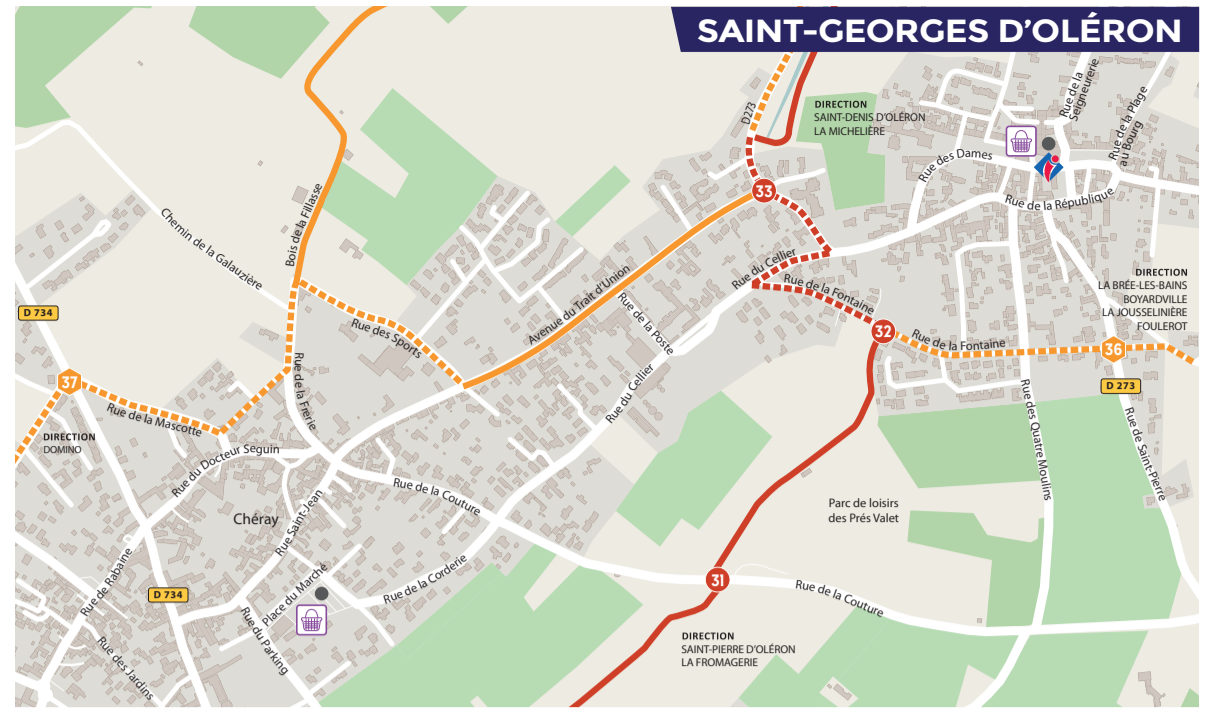 SAINT-GEORGES D’OLÉRON
DIRECTION
SAINT-DENIS D’OLÉRON
LA MICHELIÈRE
D273
Rue de la
Seigneurerie
Rue de la Plage
au Bourg
Rue des Dames
Rue de la République
33
Bois de la Fillasse
Chemin de la Galauzière
Rue du Cellier
Rue de la Fontaine
DIRECTION
LA BRÉE-LES-BAINS
BOYARDVILLE
LA JOUSSELINIÈRE
FOULEROT
D 734
Avenue du Trait d’Union
Rue de la Poste
Rue des Sports
32
Rue de la Fontaine
36
D 273
37
Rue de la Frérie
Rue de la Mascotte
Rue du Cellier
Rue des Quatre Moulins
Rue de Saint-Pierre
DIRECTION
DOMINO
Rue du Docteur Seguin
Rue de la Couture
Parc de loisirs
des Prés Valet
Chéray
Rue Saint-Jean
Rue de Rabaine
D 734
Place du Marché
Rue de la Corderie
31
Rue de la Couture
Rue du Parking
Rue des Jardins
DIRECTION
SAINT-PIERRE D’OLÉRON
LA FROMAGERIE